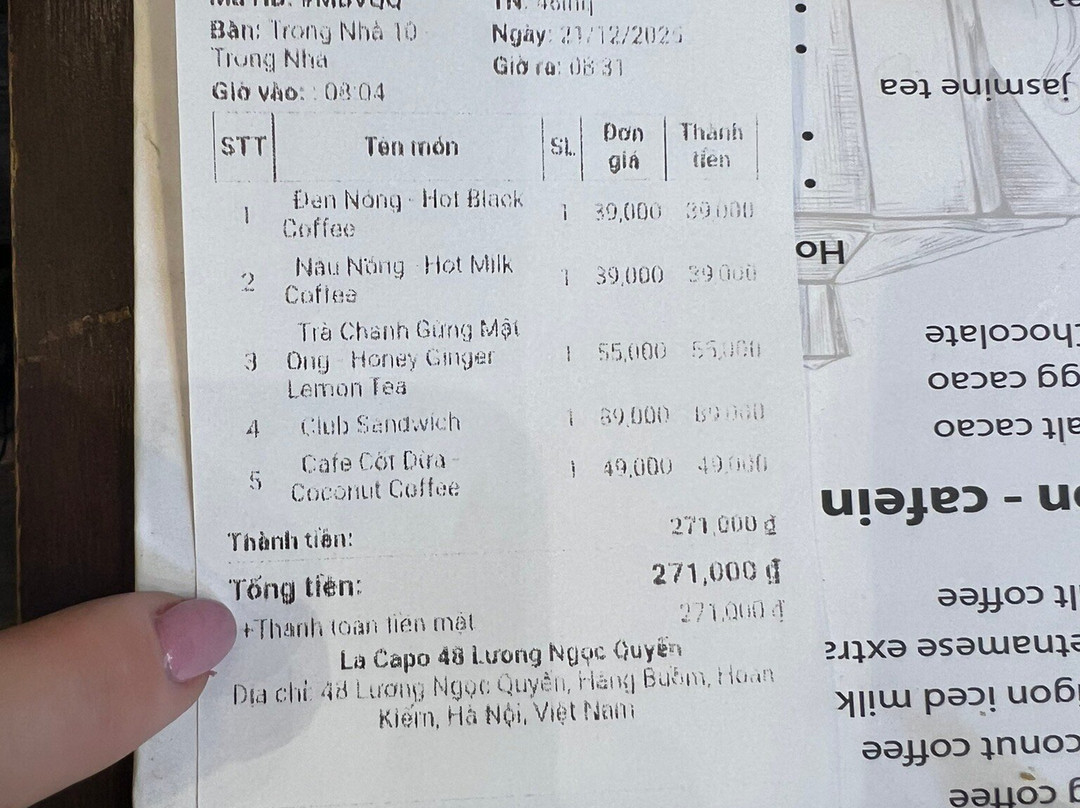 Bàn: Trong Nhà 10
Trong Nhà
Ngày: 21/12/2025
Giờ ra: 08:31
Giờ vào: : 08:04
STT Tên món SL Đơn giá Thành tiền
1 Đen Nóng - Hot Black Coffee 1 39,000 39,000
2 Nâu Nóng - Hot Milk Coffee 1 39,000 39,000
3 Trà Chanh Gừng Mật Ong - Honey Ginger Lemon Tea 1 55,000 55,000
4 Club Sandwich 1 89,000 89,000
5 Cafe Cốt Dừa - Coconut Coffee 1 49,000 49,000
Thành tiền: 271,000 đ
Tổng tiền: 271,000 đ
+Thanh toán tiền mặt 271,000 đ
La Capo 48 Lương Ngọc Quyến
Địa chỉ: 48 Lương Ngọc Quyến, Hàng Buồm, Hoàn
Kiếm, Hà Nội, Việt Nam
jasmine tea
Ho
chocolate
gg cacao
alt cacao
on - cafein
lt coffee
etnamese extra
igon iced milk
conut coffee
g coffee